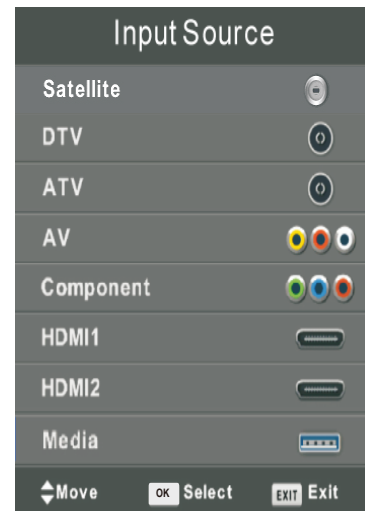 Input Source
Satellite
DTV
ATV
AV
Component
HDMI1
HDMI2
Media
Move OK Select EXIT Exit